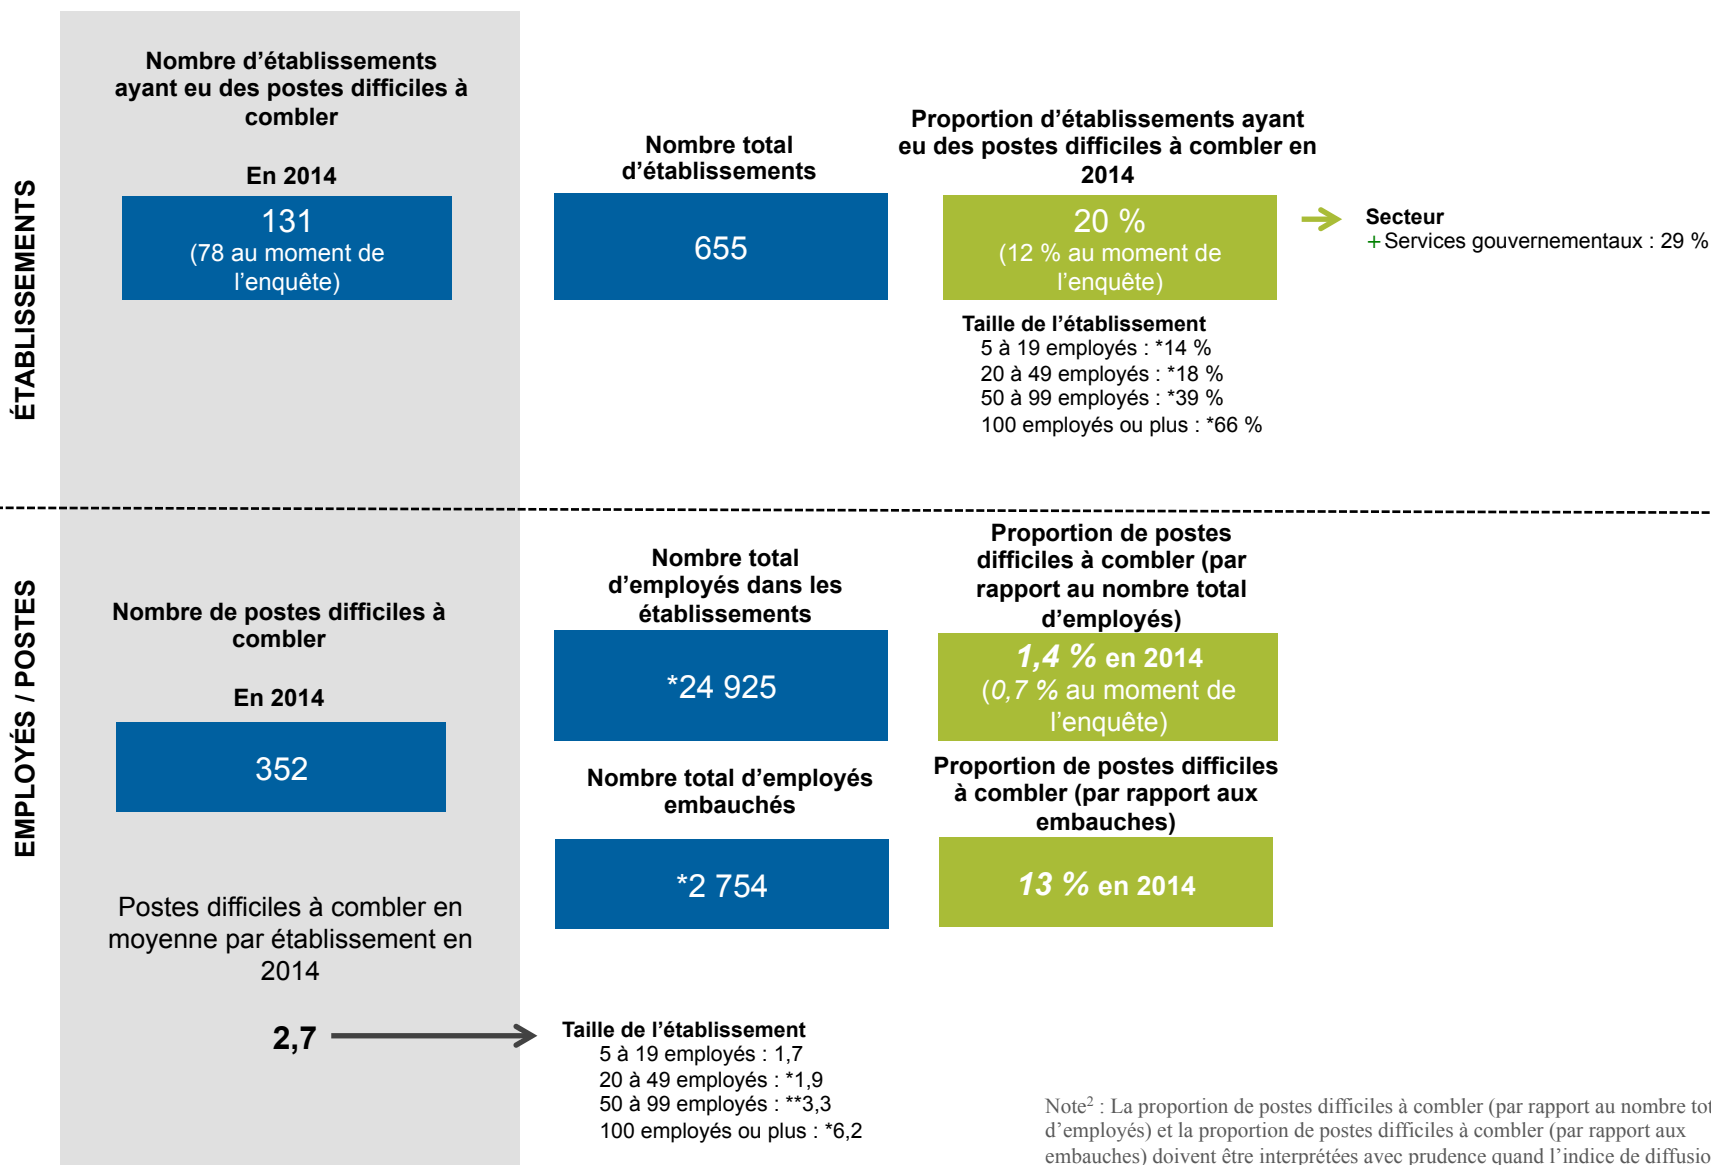 ÉTABLISSEMENTS
Nombre d’établissements
ayant eu des postes difficiles à
combler
En 2014
131
(78 au moment de
l’enquête)
Nombre total
d’établissements
655
Proportion d’établissements ayant
eu des postes difficiles à combler en
2014
20 %
(12 % au moment de
l’enquête)
Secteur
+Services gouvernementaux : 29 %
Taille de l’établissement
5 à 19 employés : *14 %
20 à 49 employés : *18 %
50 à 99 employés : *39 %
100 employés ou plus : *66 %
EMPLOYÉS / POSTES
Nombre de postes difficiles à
combler
En 2014
352
Nombre total
d’employés dans les
établissements
*24 925
Proportion de postes
difficiles à combler (par
rapport au nombre total
d’employés)
1,4 % en 2014
(0,7 % au moment de
l’enquête)
Nombre total d’employés
embauchés
*2 754
Proportion de postes difficiles
à combler (par rapport aux
embauches)
13 % en 2014
Postes difficiles à combler en
moyenne par établissement en
2014
2,7
Taille de l’établissement
5 à 19 employés : 1,7
20 à 49 employés : *1,9
50 à 99 employés : **3,3
100 employés ou plus : *6,2
Note² : La proportion de postes difficiles à combler (par rapport au nombre
d’employés) et la proportion de postes difficiles à combler (par rapport aux
embauches) doivent être interprétées avec prudence quand l’indice de